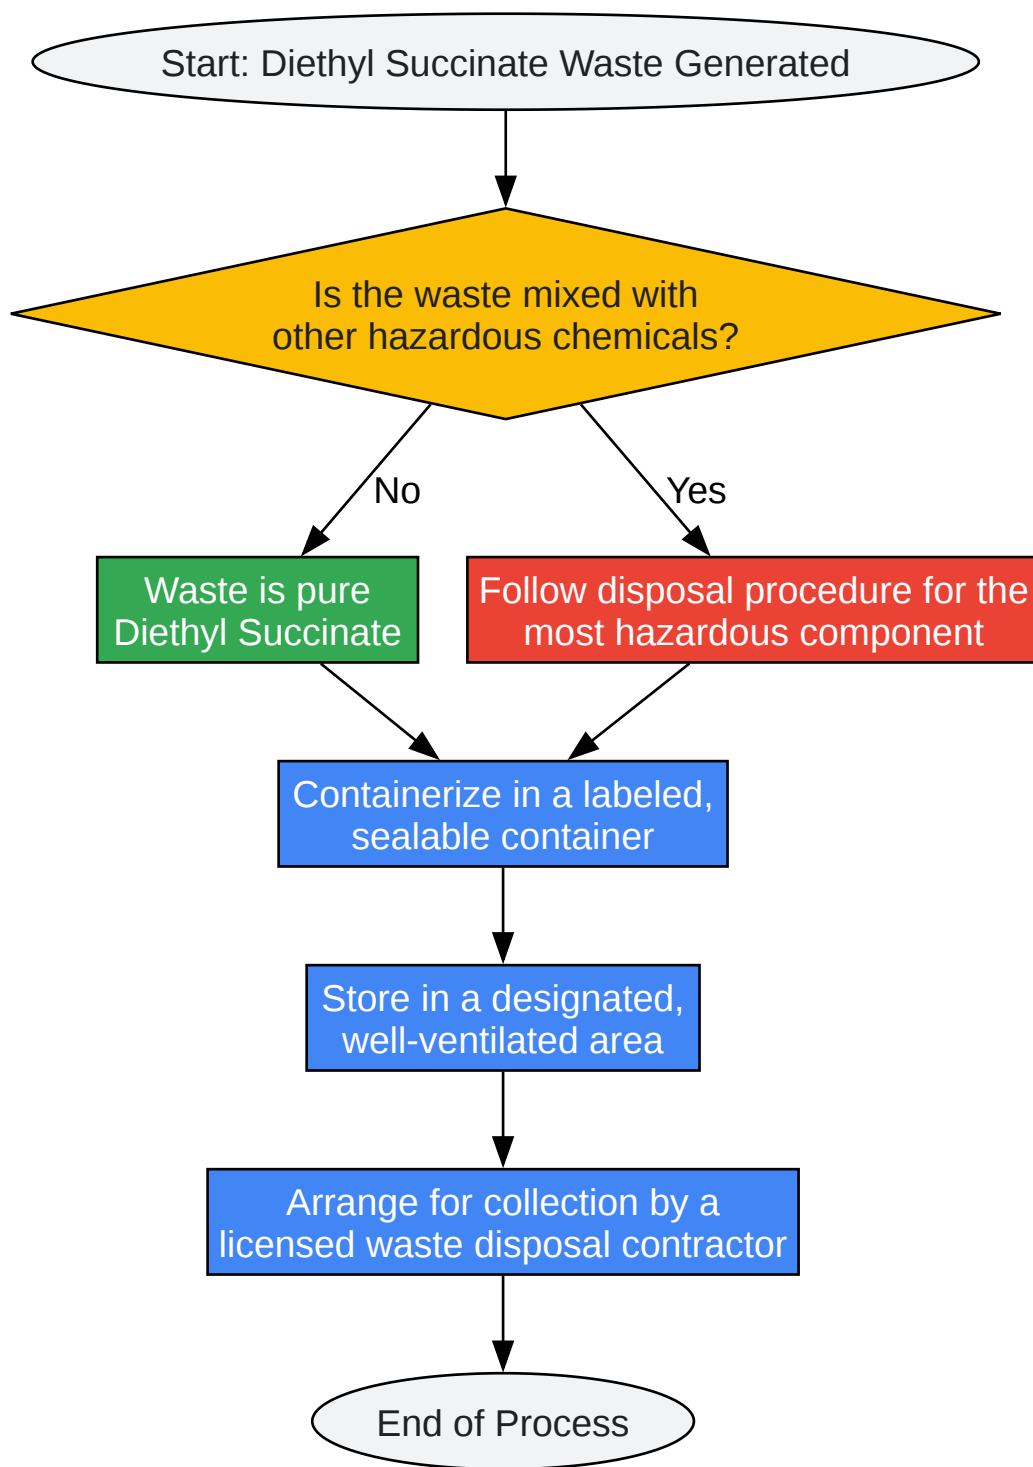 Start: Diethyl Succinate Waste Generated
Is the waste mixed with
other hazardous chemicals?
No
Yes
Waste is pure
Diethyl Succinate
Follow disposal procedure for the
most hazardous component
Containerize in a labeled,
sealable container
Store in a designated,
well-ventilated area
Arrange for collection by a
licensed waste disposal contractor
End of Process